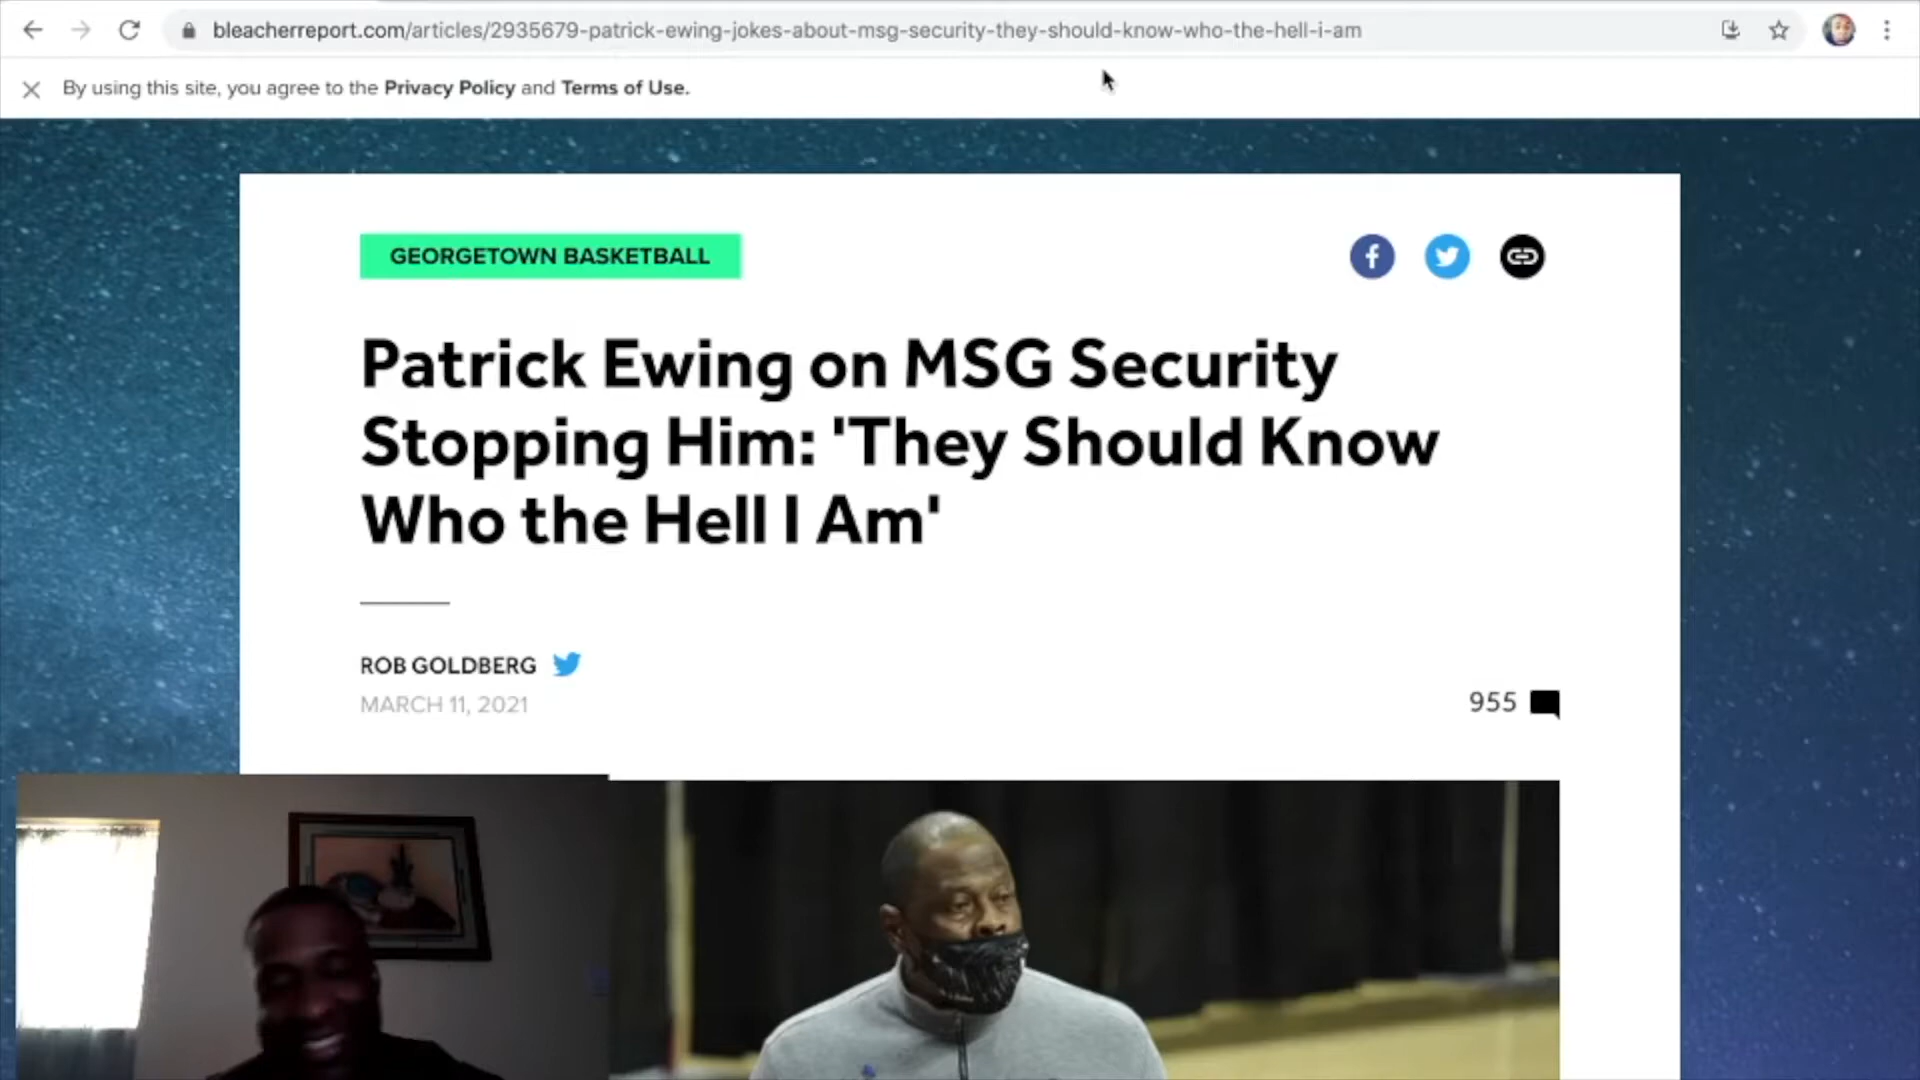 bleacherreport.com/articles/2935679-patrick-ewing-jokes-about-msg-security-they-should-know-who-the-hell-i-am
By using this site, you agree to the Privacy Policy and Terms of Use.
GEORGETOWN BASKETBALL
Patrick Ewing on MSG Security
Stopping Him: 'They Should Know
Who the Hell I Am'
ROB GOLDBERG
MARCH 11, 2021
955